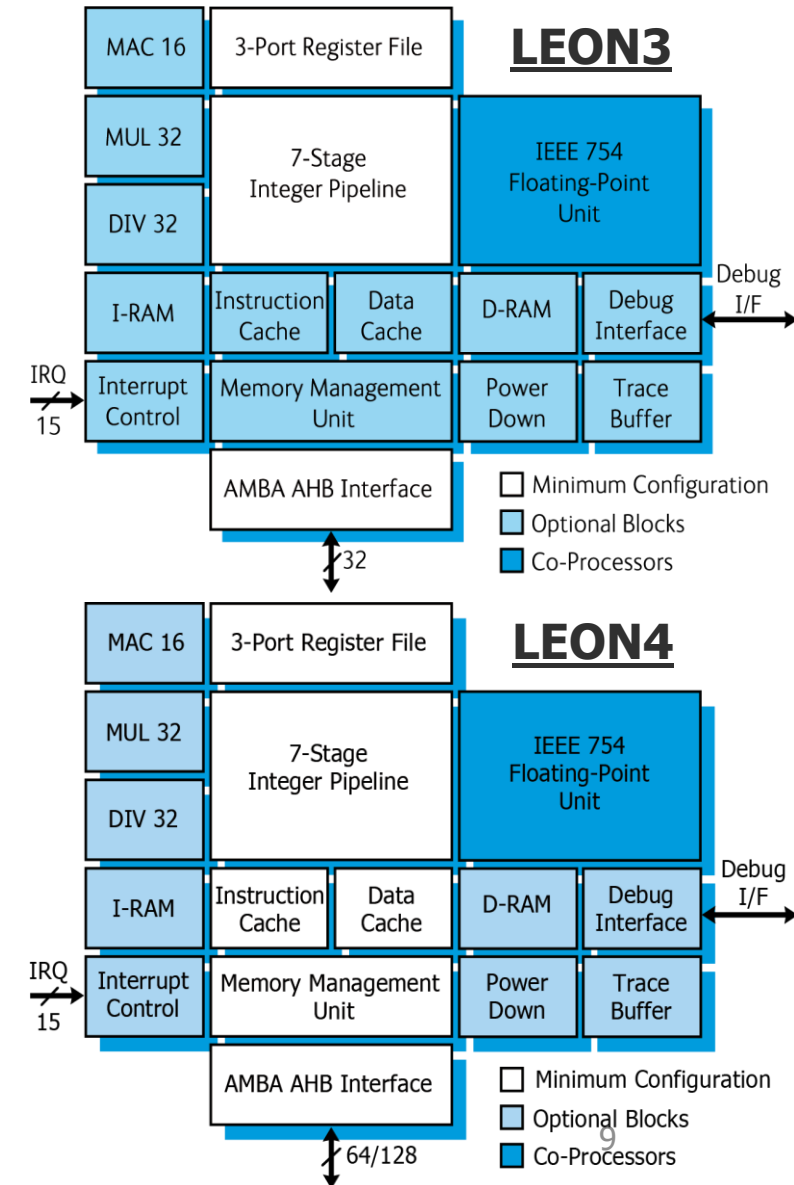 LEON3
MAC 16
3-Port Register File
MUL 32
7-Stage
Integer Pipeline
IEEE 754
Floating-Point
Unit
DIV 32
I-RAM
Instruction
Cache
Data
Cache
D-RAM
Debug
Interface
Debug
I/F
IRQ
15
Interrupt
Control
Memory Management
Unit
Power
Down
Trace
Buffer
AMBA AHB Interface
32
Minimum Configuration
Optional Blocks
Co-Processors
LEON4
MAC 16
3-Port Register File
MUL 32
7-Stage
Integer Pipeline
IEEE 754
Floating-Point
Unit
DIV 32
I-RAM
Instruction
Cache
Data
Cache
D-RAM
Debug
Interface
Debug
I/F
IRQ
15
Interrupt
Control
Memory Management
Unit
Power
Down
Trace
Buffer
AMBA AHB Interface
64/128
Minimum Configuration
Optional Blocks
Co-Processors
9